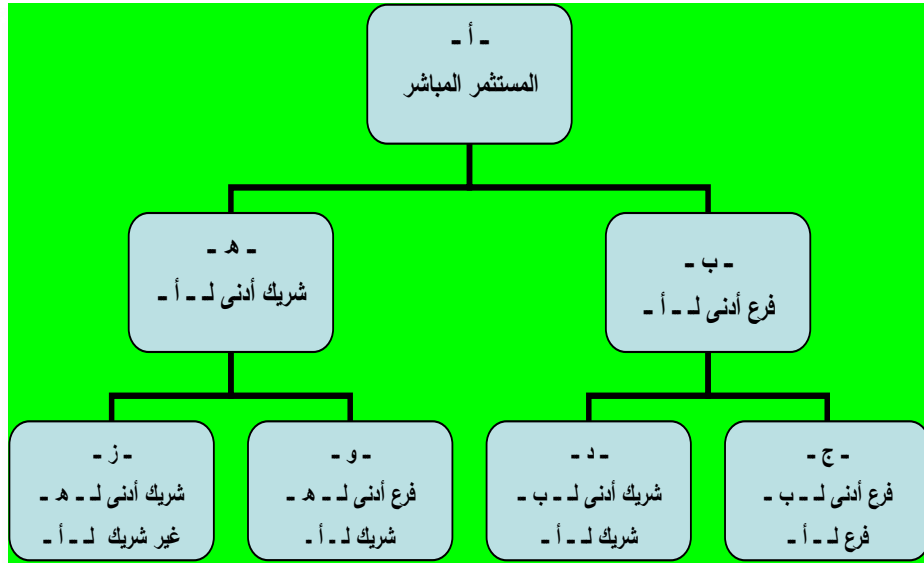 ـ أ ـ
المستثمر المباشر
ـ ب ـ
فرع أدنى لـ ـ أ ـ
ـ هـ ـ
شريك أدنى لـ ـ أ ـ
ـ ج ـ
فرع أدنى لـ ـ ب ـ
فرع لـ ـ أ ـ
ـ د ـ
شريك أدنى لـ ـ ب ـ
شريك لـ ـ أ ـ
ـ و ـ
فرع أدنى لـ ـ هـ ـ
شريك لـ ـ أ ـ
ـ ز ـ
شريك أدنى لـ ـ هـ ـ
غير شريك لـ ـ أ ـ